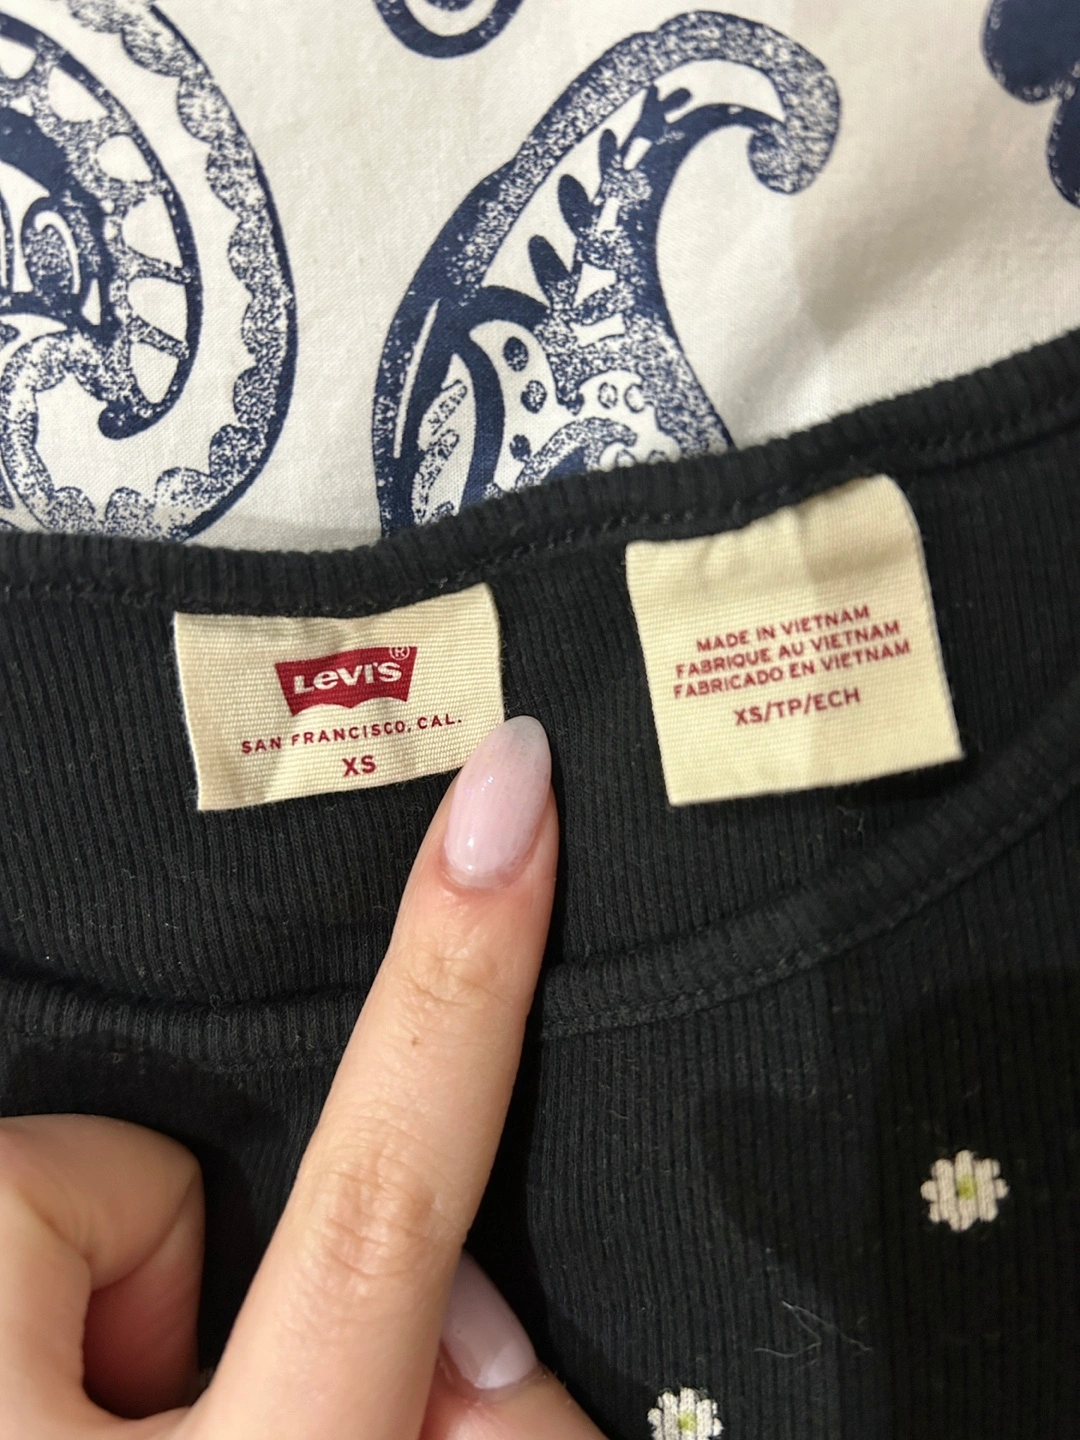 Levi's®
SAN FRANCISCO, CAL.
XS
MADE IN VIETNAM
FABRIQUE AU VIETNAM
FABRICADO EN VIETNAM
XS/TP/ECH